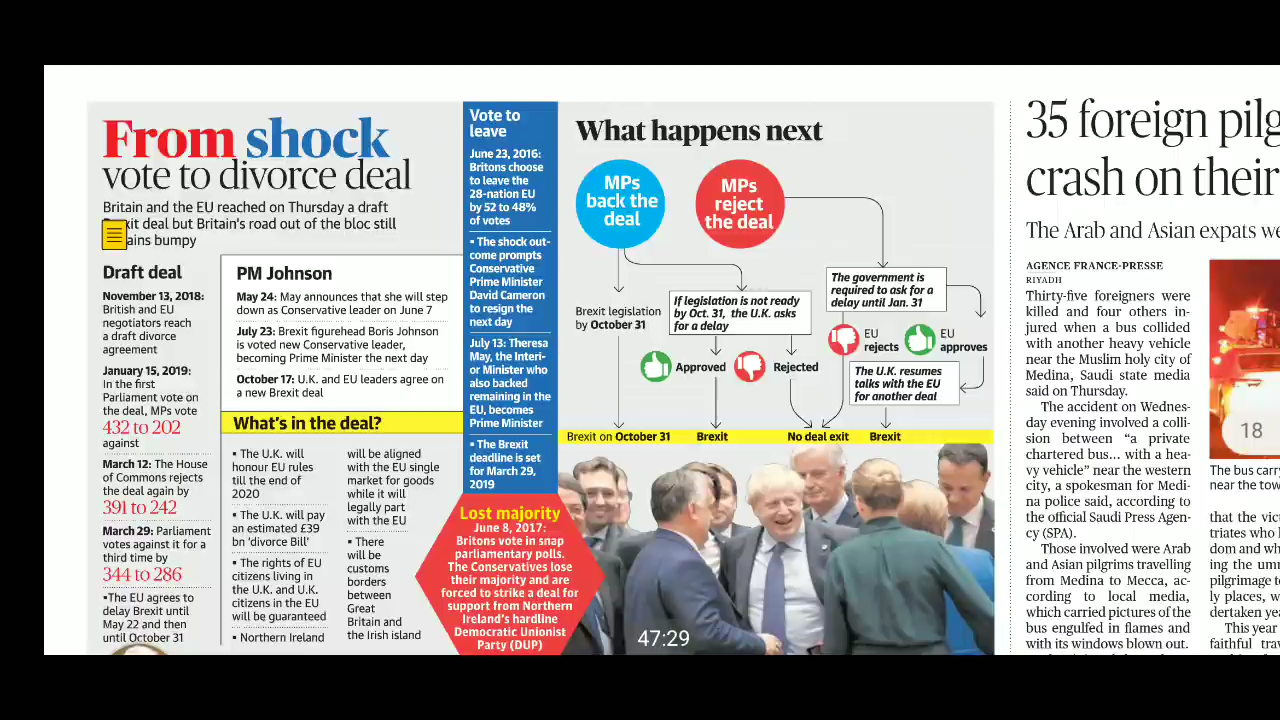 From shock
vote to divorce deal
Britain and the EU reached on Thursday a draft
deal but Britain's road out of the bloc still
bumpy
Draft deal
November 13, 2018:
British and EU
negotiators reach
a draft divorce
agreement
January 15, 2019:
In the first
Parliament vote on
the deal, MPs vote
432 to 202
against
March 12: The House
of Commons rejects
the deal again by
391 to 242
March 29: Parliament
votes against it for a
third time by
344 to 286
▪The EU agrees to
delay Brexit until
May 22 and then
until October 31
PM Johnson
May 24: May announces that she will step
down as Conservative leader on June 7
July 23: Brexit figurehead Boris Johnson
is voted new Conservative leader,
becoming Prime Minister the next day
October 17: U.K. and EU leaders agree on
a new Brexit deal
What's in the deal?
▪ The U.K. will
honour EU rules
till the end of
2020
▪ The U.K. will pay
an estimated £39
bn 'divorce Bill'
▪ The rights of EU
citizens living in
the U.K. and U.K.
citizens in the EU
will be guaranteed
▪ Northern Ireland
will be aligned
with the EU single
market for goods
while it will
legally part
with the EU
▪ There
will be
customs
borders
between
Great
Britain and
the Irish island
Vote to
leave
June 23, 2016:
Britons choose
to leave the
28-nation EU
by 52 to 48%
of votes
▪ The shock out-
come prompts
Conservative
Prime Minister
David Cameron
to resign the
next day
July 13: Theresa
May, the Interi-
or Minister who
also backed
remaining in the
EU, becomes
Prime Minister
▪ The Brexit
deadline is set
for March 29,
2019
Lost majority
June 8, 2017:
Britons vote in snap
parliamentary polls.
The Conservatives lose
their majority and are
forced to strike a deal for
support from Northern
Ireland's hardline
Democratic Unionist
Party (DUP)
What happens next
MPs
back the
deal
MPs
reject
the deal
Brexit legislation
by October 31
If legislation is not ready
by Oct. 31, the U.K. asks
for a delay
The government is
required to ask for a
delay until Jan. 31
Approved
Rejected
EU
rejects
EU
approves
The U.K. resumes
talks with the EU
for another deal
Brexit on October 31 Brexit No deal exit Brexit
47:29
35 foreign pilg
crash on their
The Arab and Asian expats we
AGENCE FRANCE-PRESSE
RIYADH
Thirty-five foreigners were
killed and four others in-
jured when a bus collided
with another heavy vehicle
near the Muslim holy city of
Medina, Saudi state media
said on Thursday.
The accident on Wednes-
day evening involved a colli-
sion between “a private
chartered bus... with a hea-
vy vehicle” near the western
city, a spokesman for Medi-
na police said, according to
the official Saudi Press Agen-
cy (SPA).
Those involved were Arab
and Asian pilgrims travelling
from Medina to Mecca, ac-
cording to local media,
which carried pictures of the
bus engulfed in flames and
with its windows blown out.
18
The bus carr
near the tow
that the vict
triates who l
dom and wh
ing the umr
pilgrimage t
ly places, w
dertaken yea
This year
faithful trav